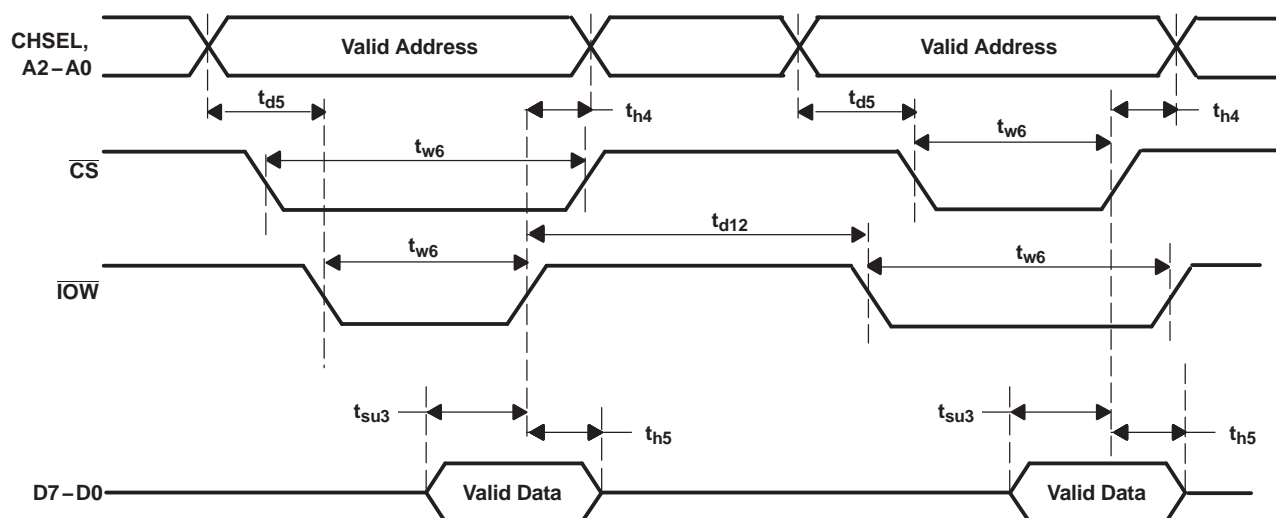 CHSEL,
A2–A0
Valid Address
Valid Address
td5
th4
td5
th4
tw6
CS
tw6
td12
IOW
tw6
tw6
tsu3
th5
tsu3
th5
D7–D0
Valid Data
Valid Data